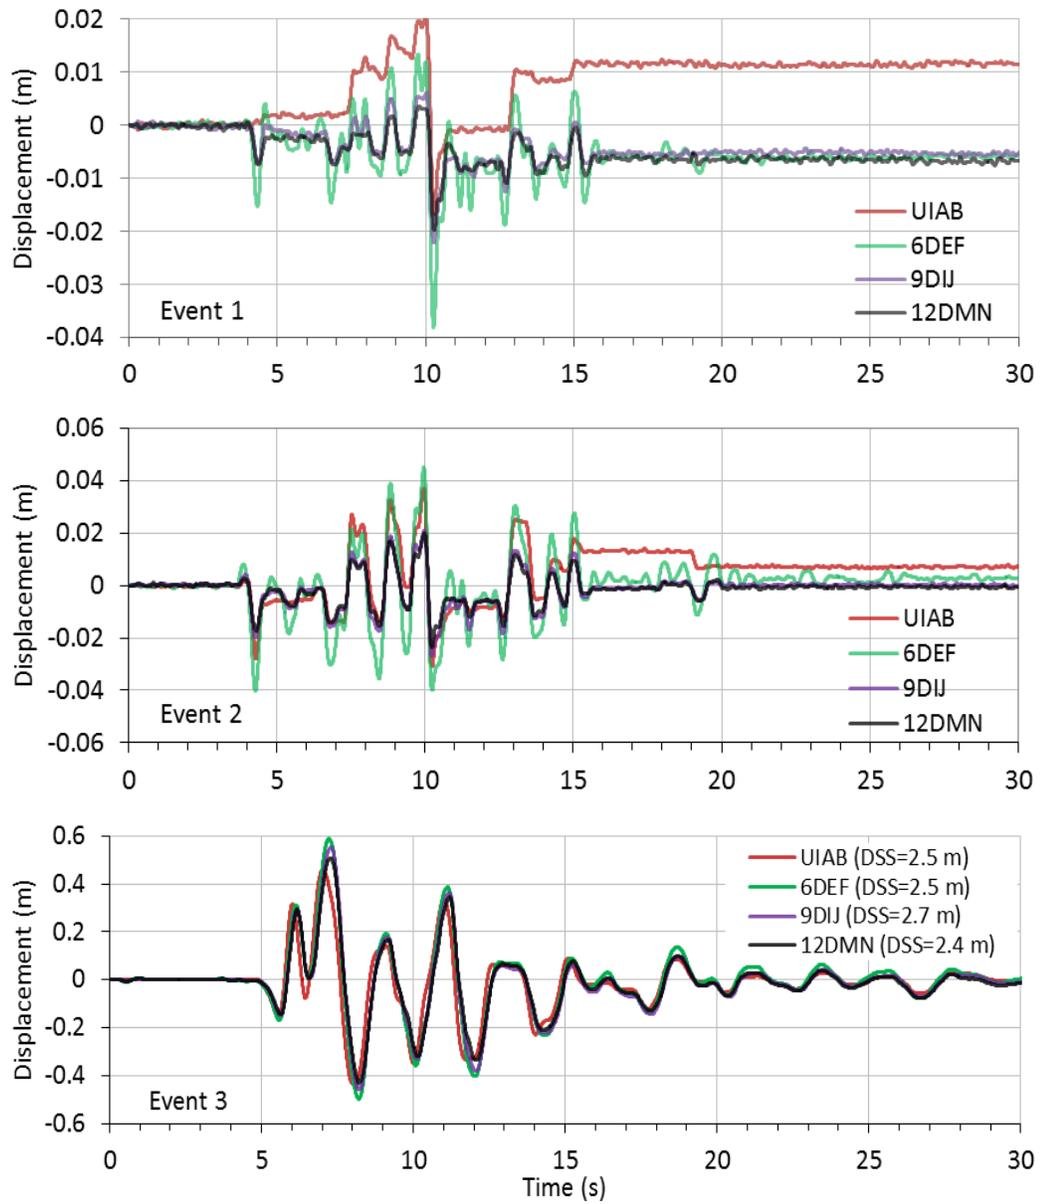 0.02
0.01
0
-0.01
-0.02
-0.03
-0.04
Displacement (m)
UIAB
6DEF
9DIJ
12DMN
Event 1
0 5 10 15 20 25 30
0.06
0.04
0.02
0
-0.02
-0.04
-0.06
Displacement (m)
UIAB
6DEF
9DIJ
12DMN
Event 2
0 5 10 15 20 25 30
0.6
0.4
0.2
0
-0.2
-0.4
-0.6
Displacement (m)
UIAB (DSS=2.5 m)
6DEF (DSS=2.5 m)
9DIJ (DSS=2.7 m)
12DMN (DSS=2.4 m)
Event 3
0 5 10 15 20 25 30
Time (s)